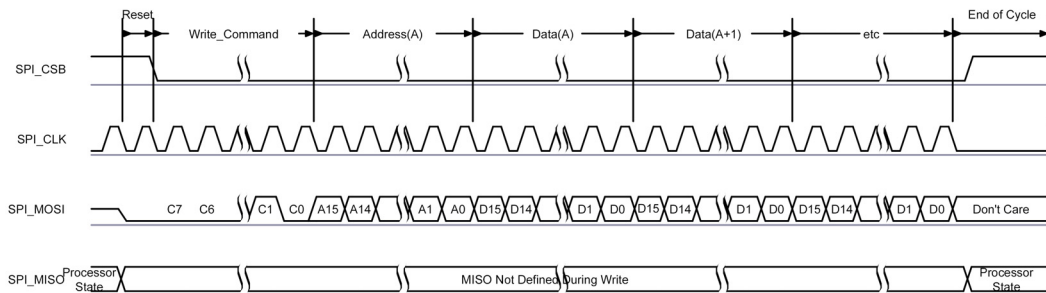 Reset
Write_Command Address(A) Data(A) Data(A+1) etc End of Cycle
SPI_CSB
SPI_CLK
SPI_MOSI C7 C6 C1 C0 A15 A14 A1 A0 D15 D14 D1 D0 D15 D14 D1 D0 D15 D14 D1 D0 Don't Care
SPI_MISO Processor State MISO Not Defined During Write Processor State